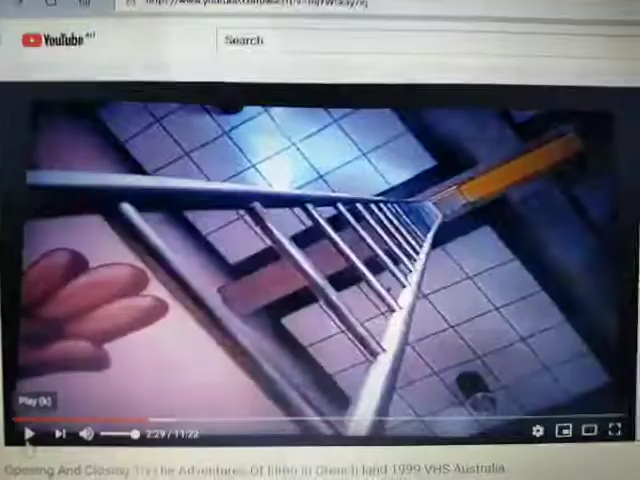 YouTube AU
Search
Play (k)
2:29 / 11:22
Opening And Closing To The Adventures Of Elmo In Grouchland 1999 VHS Australia